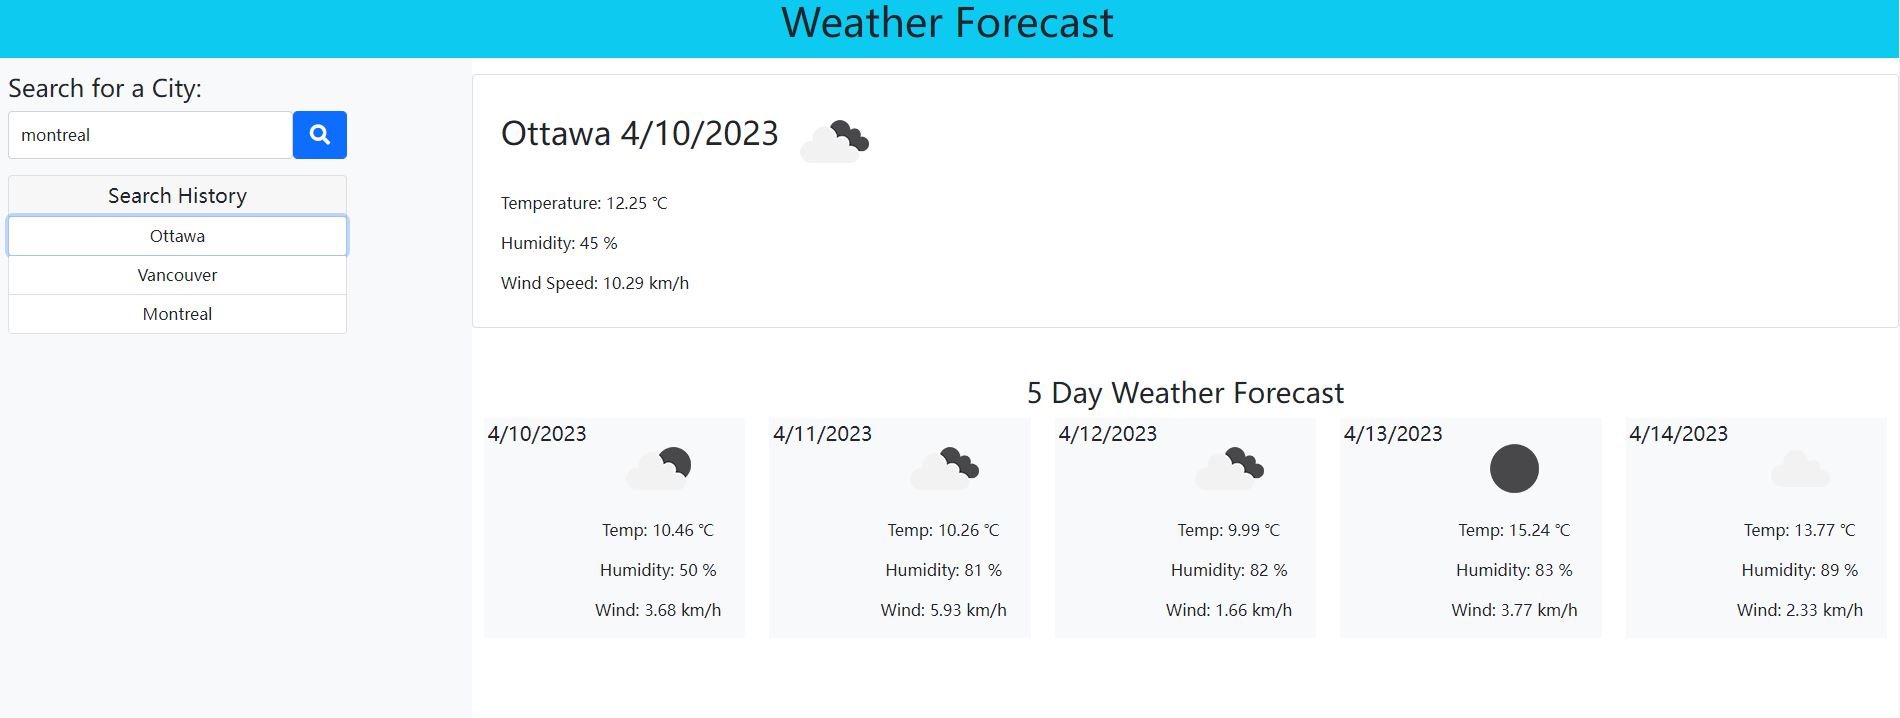 Weather Forecast
Search for a City:
montreal
Search History
Ottawa
Vancouver
Montreal
Ottawa 4/10/2023
Temperature: 12.25 °C
Humidity: 45 %
Wind Speed: 10.29 km/h
5 Day Weather Forecast
4/10/2023
Temp: 10.46 °C
Humidity: 50 %
Wind: 3.68 km/h
4/11/2023
Temp: 10.26 °C
Humidity: 81 %
Wind: 5.93 km/h
4/12/2023
Temp: 9.99 °C
Humidity: 82 %
Wind: 1.66 km/h
4/13/2023
Temp: 15.24 °C
Humidity: 83 %
Wind: 3.77 km/h
4/14/2023
Temp: 13.77 °C
Humidity: 89 %
Wind: 2.33 km/h